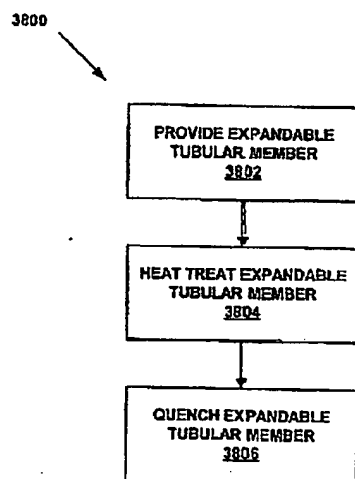 3800
PROVIDE EXPANDABLE
TUBULAR MEMBER
3802
HEAT TREAT EXPANDABLE
TUBULAR MEMBER
3804
QUENCH EXPANDABLE
TUBULAR MEMBER
3806